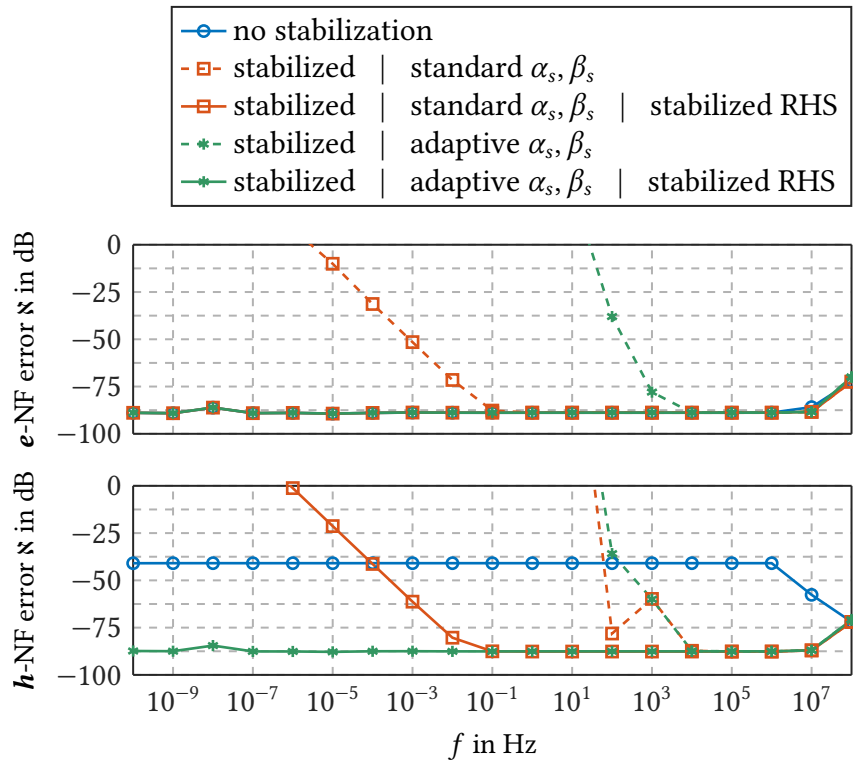 no stabilization
stabilized | standard αₛ, βₛ
stabilized | standard αₛ, βₛ | stabilized RHS
stabilized | adaptive αₛ, βₛ
stabilized | adaptive αₛ, βₛ | stabilized RHS
e-NF error ℵ in dB
0
−25
−50
−75
−100
h-NF error ℵ in dB
0
−25
−50
−75
−100
10⁻⁹ 10⁻⁷ 10⁻⁵ 10⁻³ 10⁻¹ 10¹ 10³ 10⁵ 10⁷
f in Hz